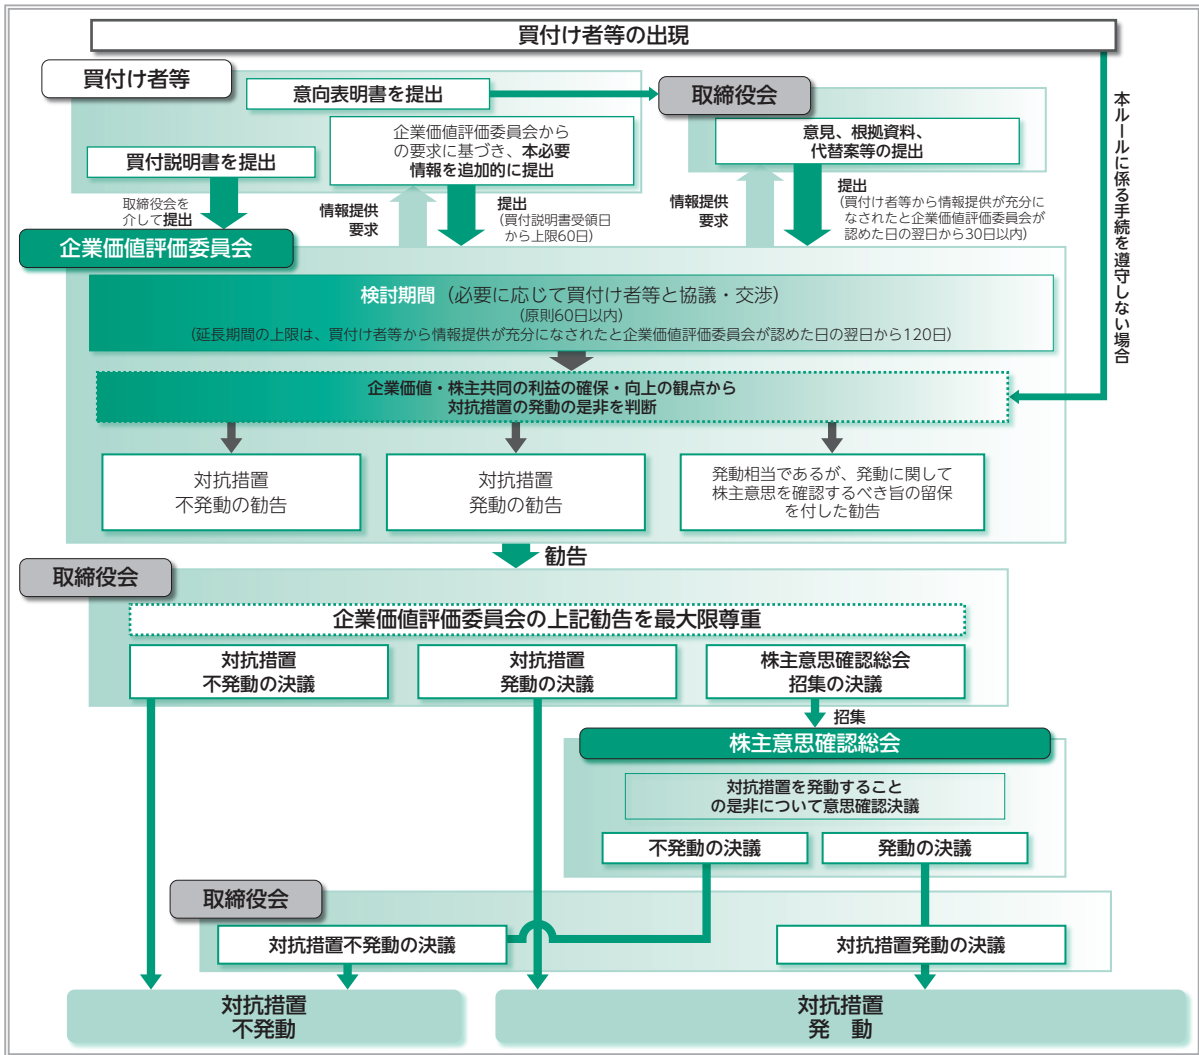 買付け者等の出現
買付け者等
意向表明書を提出
取締役会
企業価値評価委員会から
の要求に基づき、本必要
情報を追加的に提出
意見、根拠資料、
代替案等の提出
買付説明書を提出
取締役会を
介して提出
情報提供
要求
提出
(買付説明書受領日
から上限60日)
情報提供
要求
提出
(買付け者等から情報提供が充分に
なされたと企業価値評価委員会が
認めた日の翌日から30日以内)
本ルールに係る手続を遵守しない場合
企業価値評価委員会
検討期間(必要に応じて買付け者等と協議・交渉)
(原則60日以内)
(延長期間の上限は、買付け者等から情報提供が充分になされたと企業価値評価委員会が認めた日の翌日から120日)
企業価値・株主共同の利益の確保・向上の観点から
対抗措置の発動の是非を判断
対抗措置
不発動の勧告
対抗措置
発動の勧告
発動相当であるが、発動に関して
株主意思を確認するべき旨の留保
を付した勧告
勧告
取締役会
企業価値評価委員会の上記勧告を最大限尊重
対抗措置
不発動の決議
対抗措置
発動の決議
株主意思確認総会
招集の決議
招集
株主意思確認総会
対抗措置を発動すること
の是非について意思確認決議
不発動の決議
発動の決議
取締役会
対抗措置不発動の決議
対抗措置発動の決議
対抗措置
不発動
対抗措置
発 動